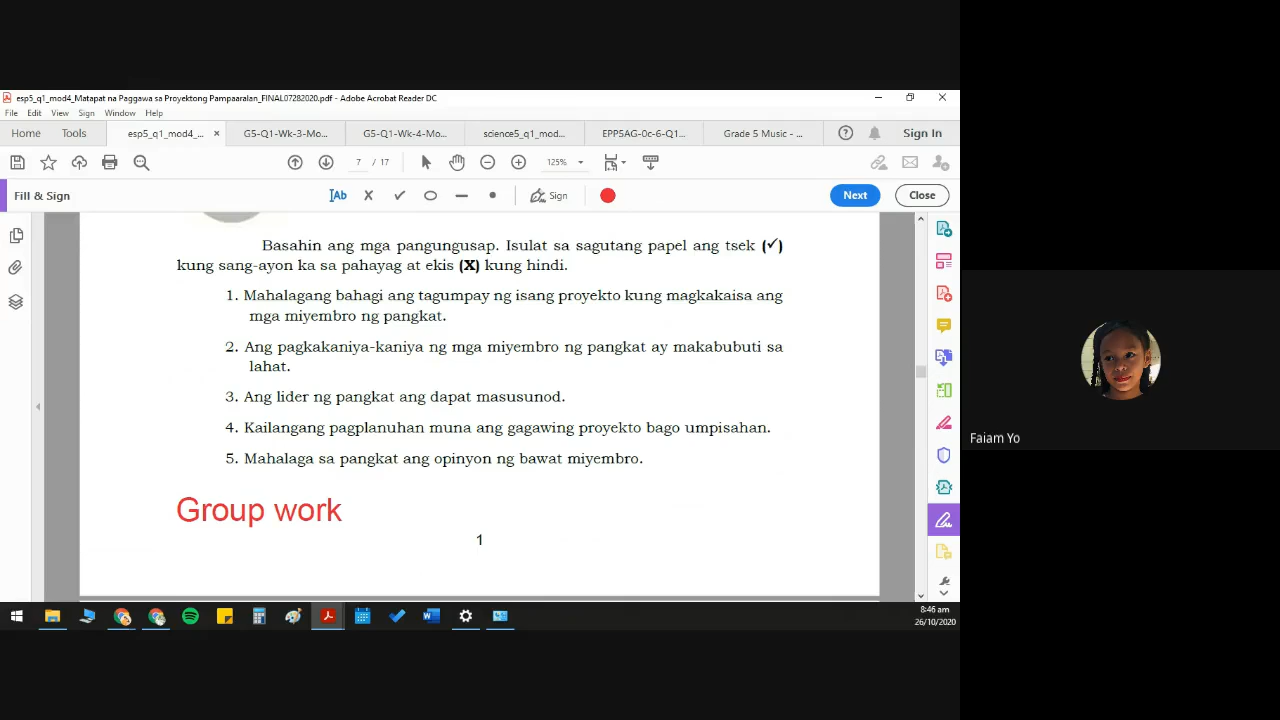 esp5_q1_mod4_Matapat na Paggawa sa Proyektong Pampaaralan_FINAL07282020.pdf - Adobe Acrobat Reader DC
File Edit View Sign Window Help
Home Tools esp5_q1_mod4_... × G5-Q1-Wk-3-Mo... G5-Q1-Wk-4-Mo... science5_q1_mod... EPP5AG-0c-6-Q1... Grade 5 Music - ... Sign In
7 / 17 125%
Fill & Sign Ab Sign Next Close
Basahin ang mga pangungusap. Isulat sa sagutang papel ang tsek (✓)
kung sang-ayon ka sa pahayag at ekis (X) kung hindi.
1. Mahalagang bahagi ang tagumpay ng isang proyekto kung magkakaisa ang
mga miyembro ng pangkat.
2. Ang pagkakaniya-kaniya ng mga miyembro ng pangkat ay makabubuti sa
lahat.
3. Ang lider ng pangkat ang dapat masusunod.
4. Kailangang pagplanuhan muna ang gagawing proyekto bago umpisahan.
5. Mahalaga sa pangkat ang opinyon ng bawat miyembro.
Group work
1
8:46 am
26/10/2020
Faiam Yo